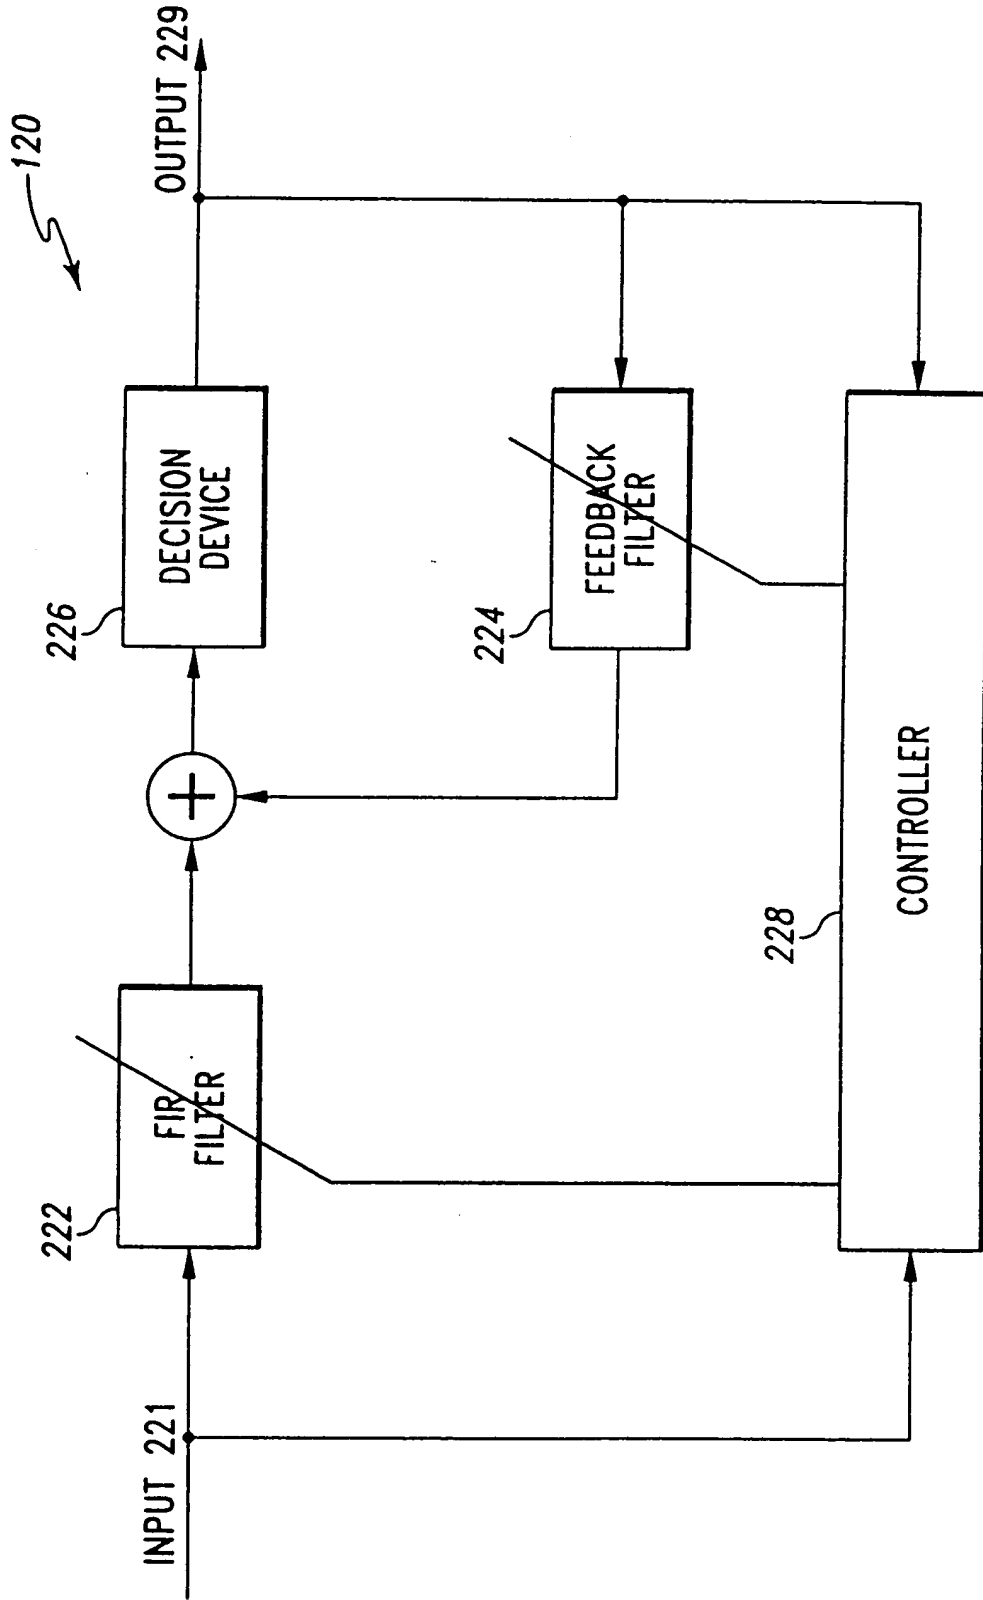 120
INPUT 221
OUTPUT 229
222
FIR
FILTER
226
DECISION
DEVICE
224
FEEDBACK
FILTER
228
CONTROLLER